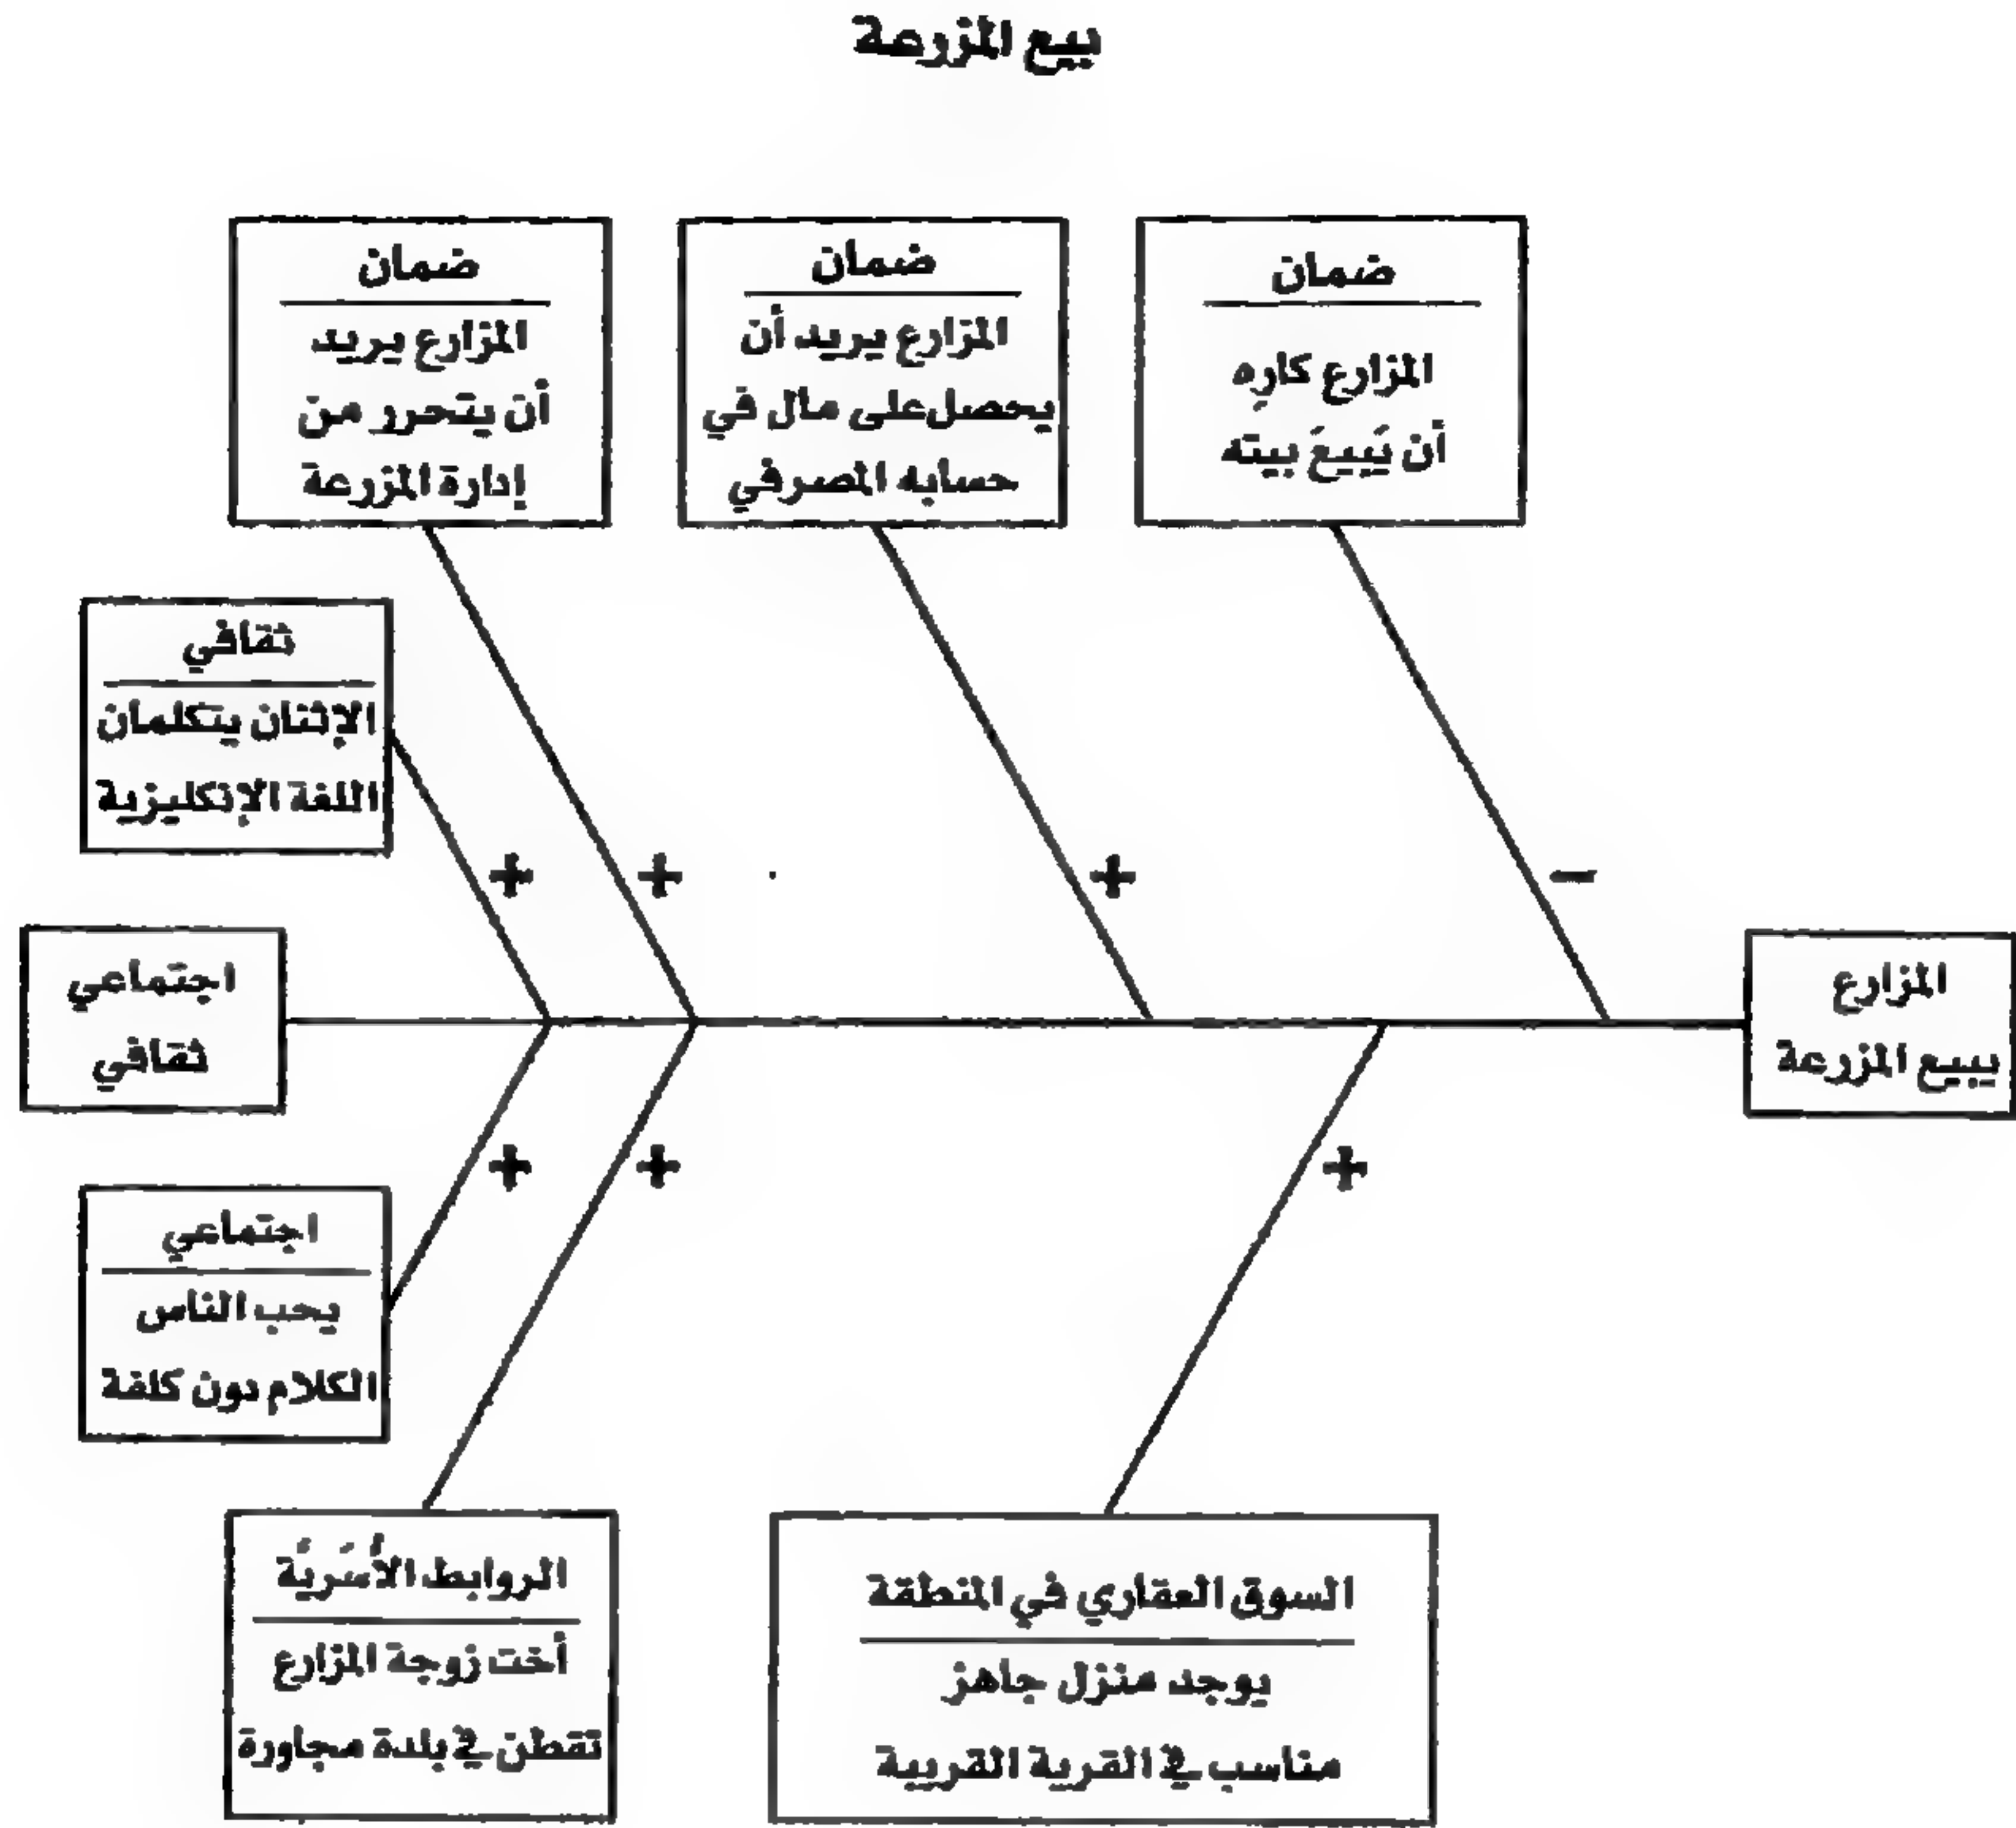 بيع المزرعة
ضمان
المزارع كارِه
أن يَبيعَ بيته
ضمان
المزارع يريد أن
يحصل على مال في
حسابه المصرفي
ضمان
المزارع يريد
أن يتحرر من
إدارة المزرعة
ثقافي
الإثنان يتكلمان
اللغة الإنكليزية
+
+
+
−
المزارع
يبيع المزرعة
اجتماعي
ثقافي
+
+
+
اجتماعي
يحب الناس
الكلام دون كلفة
السوق العقاري في المنطقة
يوجد منزل جاهز
مناسب في القرية القريبة
الروابط الأُسَريَّة
أخت زوجة المزارع
تقطن في بلدة مجاورة